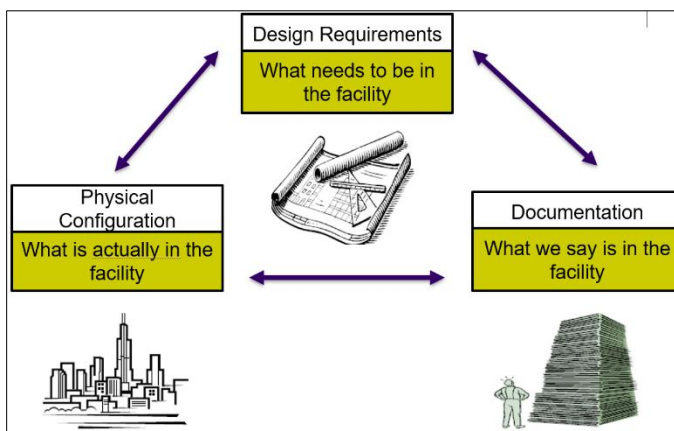 Design Requirements
What needs to be in
the facility
Physical
Configuration
What is actually in the
facility
Documentation
What we say is in the
facility